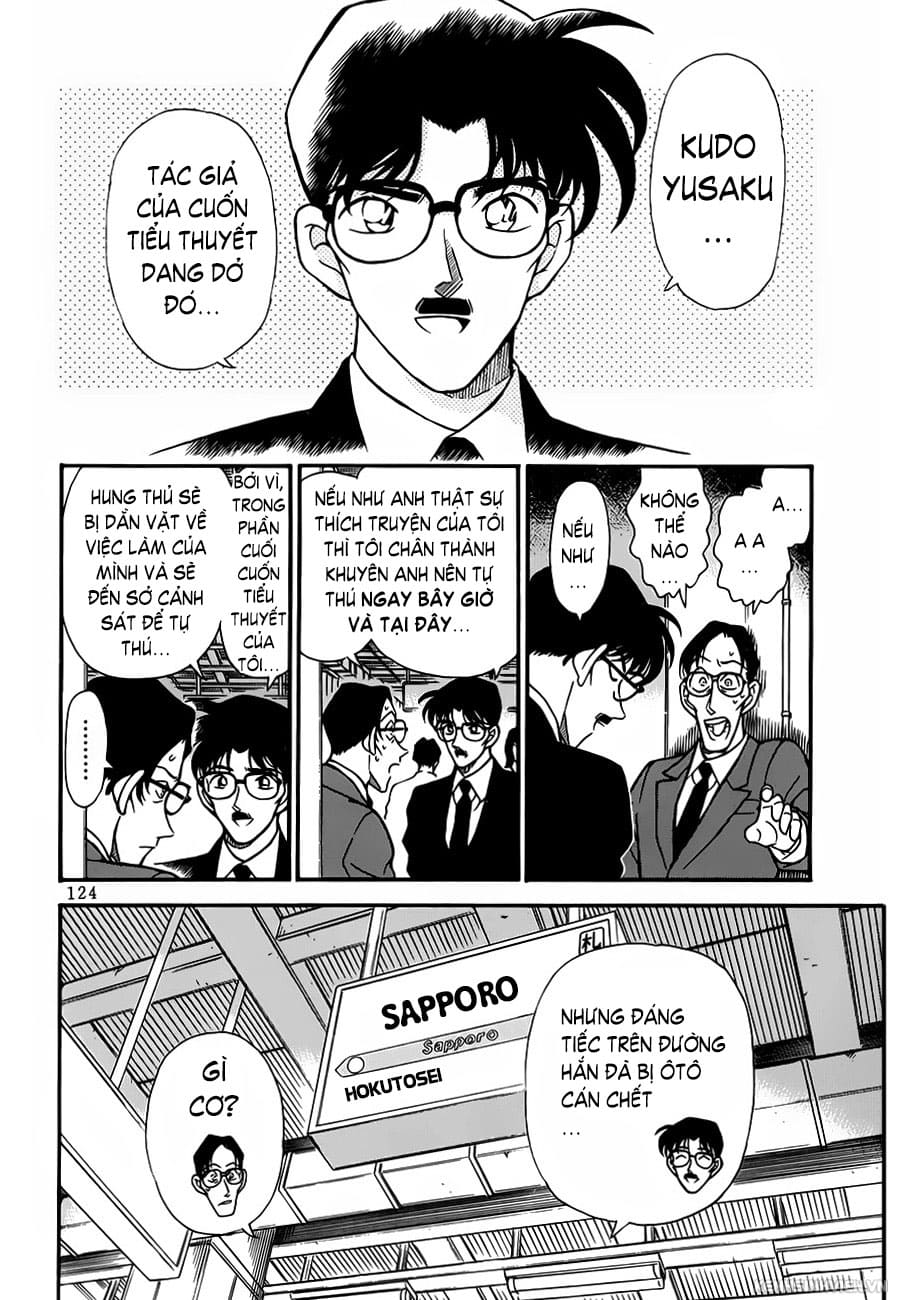 KUDO
YUSAKU
...
TÁC GIẢ
CỦA CUỐN
TIỂU THUYẾT
DANG DỞ
ĐÓ...
A...
A A
...
KHÔNG
THỂ
NÀO ...
NẾU
NHƯ
...
NẾU NHƯ ANH THẬT SỰ
THÍCH TRUYỆN CỦA TÔI
THÌ TÔI CHÂN THÀNH
KHUYÊN ANH NÊN TỰ
THÚ NGAY BÂY GIỜ
VÀ TẠI ĐÂY...
BỞI VÌ,
TRONG
PHẦN
CUỐI
CUỐN
TIỂU
THUYẾT
CỦA
TÔI...
HUNG THỦ SẼ
BỊ DẰN VẶT VỀ
VIỆC LÀM CỦA
MÌNH VÀ SẼ
ĐẾN SỞ CẢNH
SÁT ĐỂ TỰ
THÚ...
.........
124
札
SAPPORO
Sapporo
HOKUTOSEI
NHƯNG ĐÁNG
TIẾC TRÊN ĐƯỜNG
HẮN ĐÃ BỊ ÔTÔ
CÁN CHẾT
...
GÌ
CƠ?